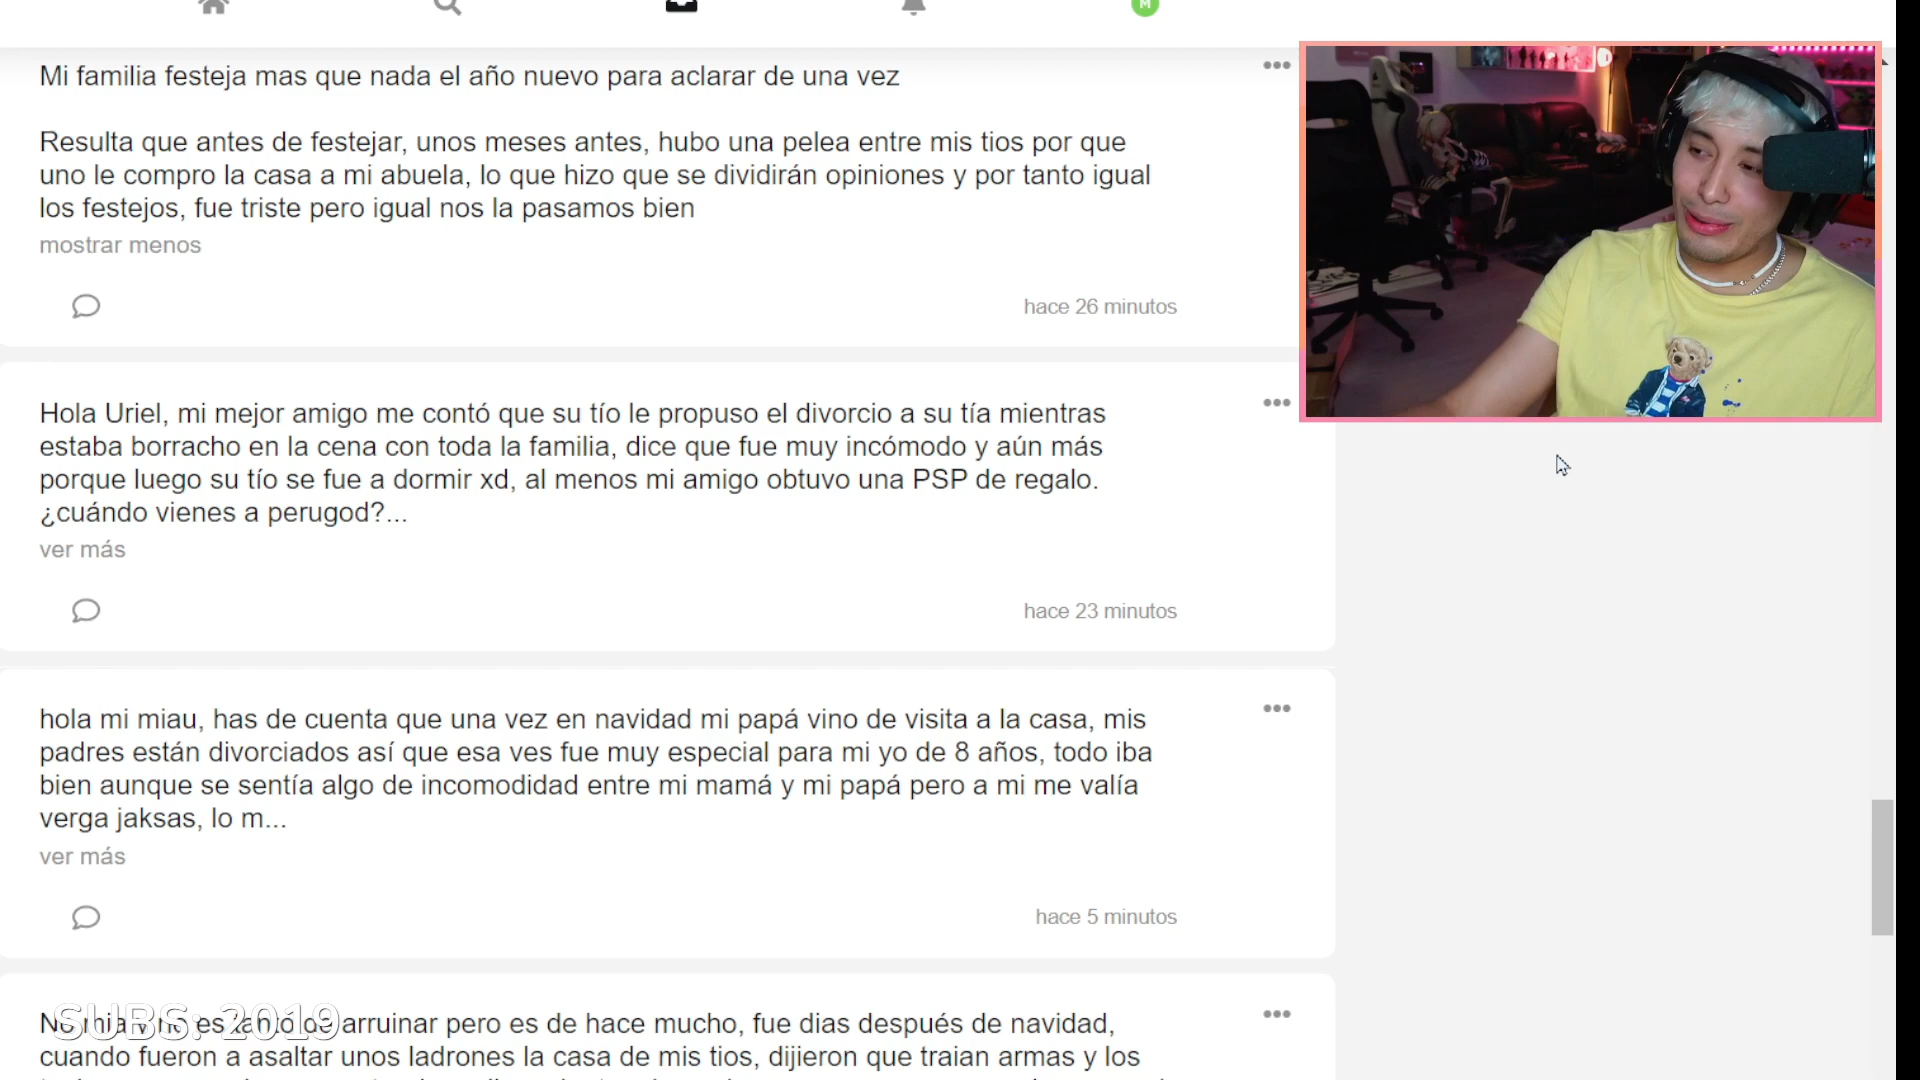 M
Mi familia festeja mas que nada el año nuevo para aclarar de una vez
Resulta que antes de festejar, unos meses antes, hubo una pelea entre mis tios por que
uno le compro la casa a mi abuela, lo que hizo que se dividirán opiniones y por tanto igual
los festejos, fue triste pero igual nos la pasamos bien
mostrar menos
hace 26 minutos
Hola Uriel, mi mejor amigo me contó que su tío le propuso el divorcio a su tía mientras
estaba borracho en la cena con toda la familia, dice que fue muy incómodo y aún más
porque luego su tío se fue a dormir xd, al menos mi amigo obtuvo una PSP de regalo.
¿cuándo vienes a perugod?...
ver más
hace 23 minutos
hola mi miau, has de cuenta que una vez en navidad mi papá vino de visita a la casa, mis
padres están divorciados así que esa ves fue muy especial para mi yo de 8 años, todo iba
bien aunque se sentía algo de incomodidad entre mi mamá y mi papá pero a mi me valía
verga jaksas, lo m...
ver más
hace 5 minutos
SUBS: 2019
arruinar pero es de hace mucho, fue dias después de navidad,
cuando fueron a asaltar unos ladrones la casa de mis tios, dijieron que traian armas y los